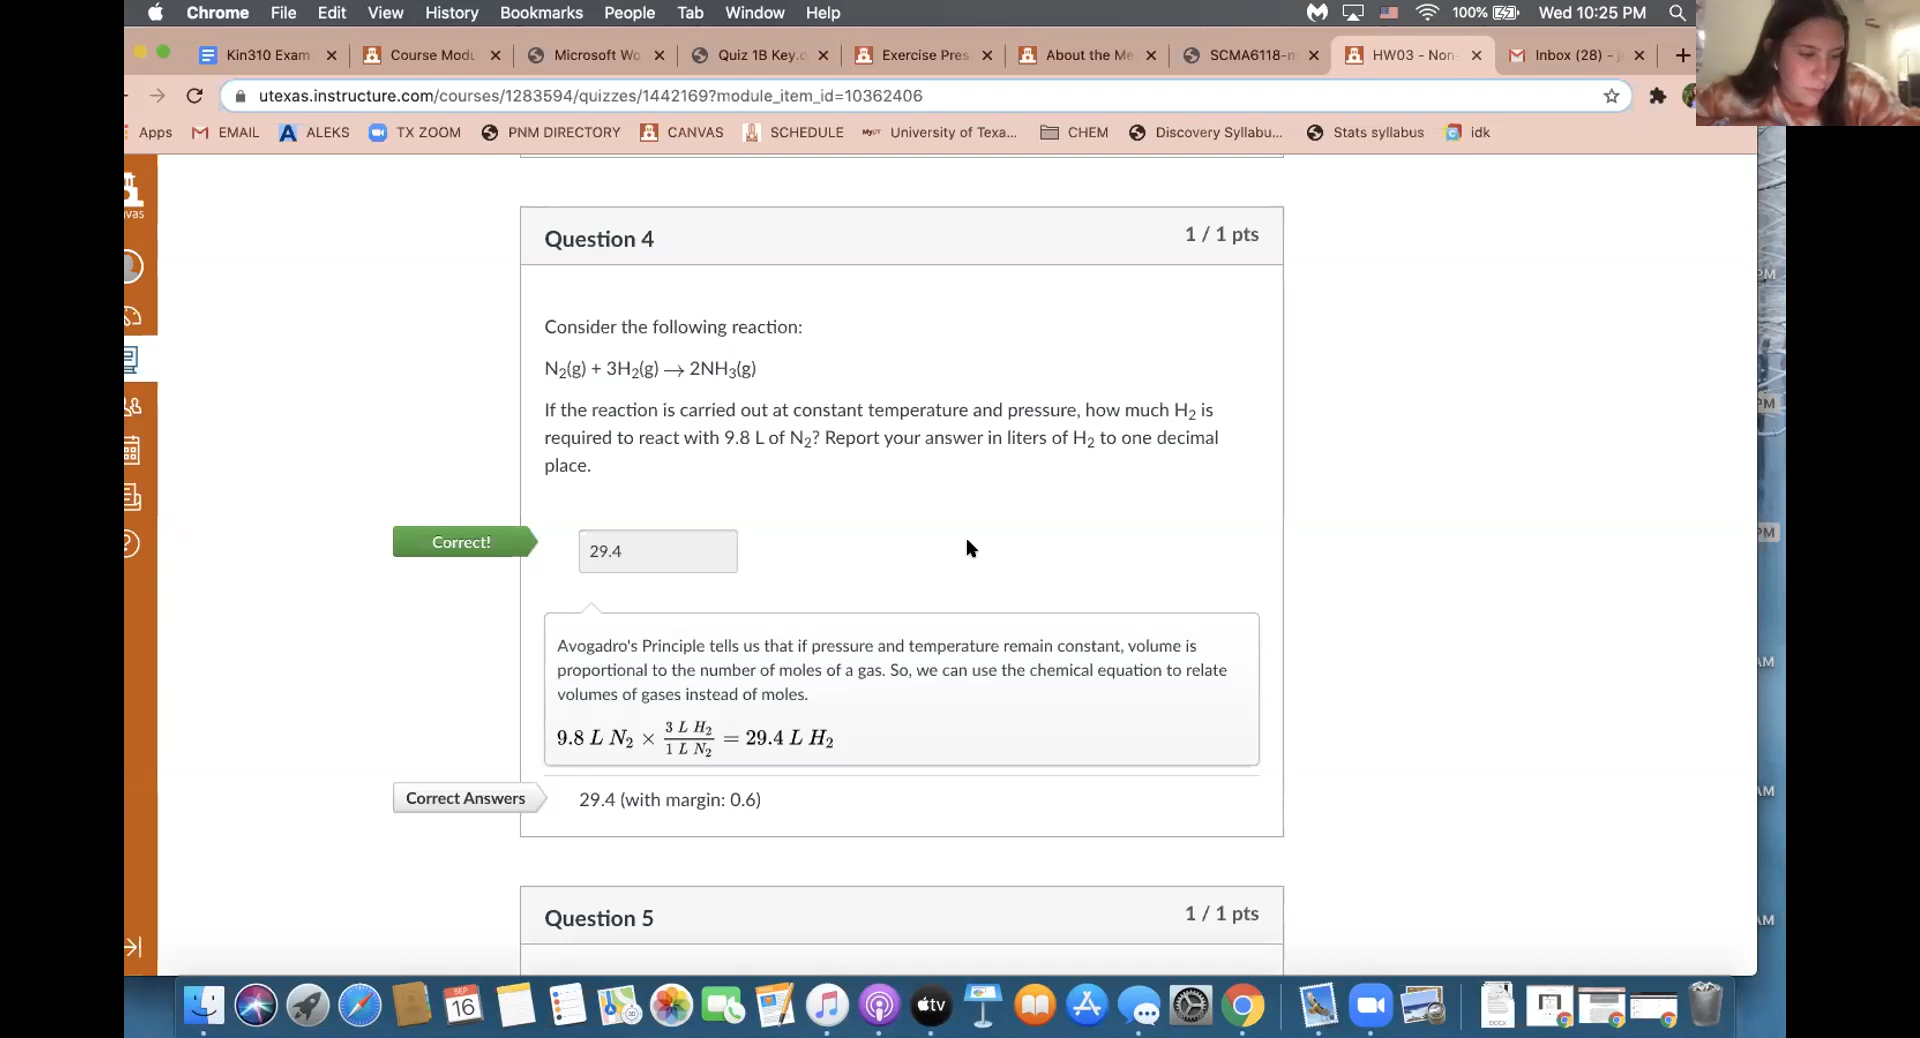 Chrome File Edit View History Bookmarks People Tab Window Help 100% Wed 10:25 PM
Kin310 Exam Course Modu Microsoft Wo Quiz 1B Key.d Exercise Pres About the Me SCMA6118-n HW03 - Non- Inbox (28) - j
utexas.instructure.com/courses/1283594/quizzes/1442169?module_item_id=10362406
Apps EMAIL ALEKS TX ZOOM PNM DIRECTORY CANVAS SCHEDULE University of Texa... CHEM Discovery Syllabu... Stats syllabus idk
vas
Question 4 1 / 1 pts
Consider the following reaction:
N₂(g) + 3H₂(g) → 2NH₃(g)
If the reaction is carried out at constant temperature and pressure, how much H₂ is
required to react with 9.8 L of N₂? Report your answer in liters of H₂ to one decimal
place.
Correct!
29.4
Avogadro's Principle tells us that if pressure and temperature remain constant, volume is
proportional to the number of moles of a gas. So, we can use the chemical equation to relate
volumes of gases instead of moles.
9.8 L N₂ × 3 L H₂ / 1 L N₂ = 29.4 L H₂
Correct Answers
29.4 (with margin: 0.6)
Question 5 1 / 1 pts
PM
PM
PM
AM
AM
AM
SEP
16
tv
DOCX